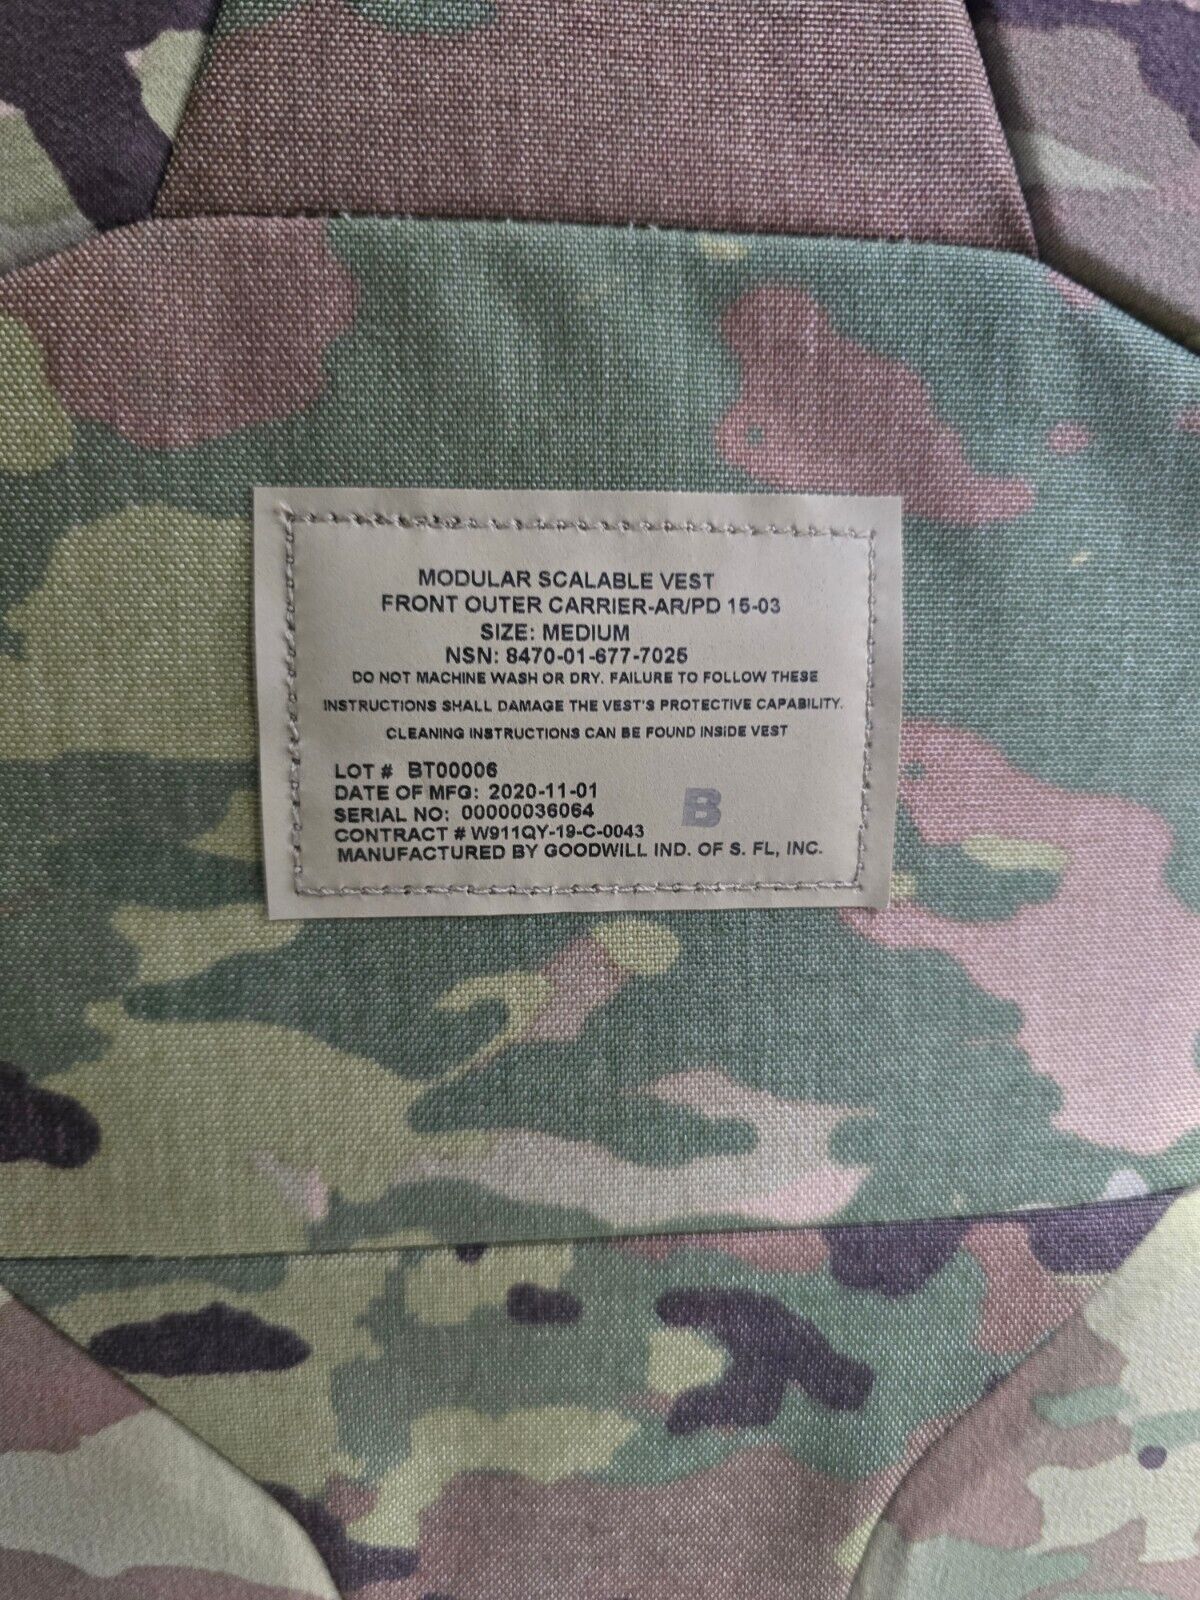 MODULAR SCALABLE VEST
FRONT OUTER CARRIER-AR/PD 15-03
SIZE: MEDIUM
NSN: 8470-01-677-7025
DO NOT MACHINE WASH OR DRY. FAILURE TO FOLLOW THESE
INSTRUCTIONS SHALL DAMAGE THE VEST'S PROTECTIVE CAPABILITY.
CLEANING INSTRUCTIONS CAN BE FOUND INSIDE VEST
LOT # BT00006
DATE OF MFG: 2020-11-01
SERIAL NO: 00000036064
B
CONTRACT # W911QY-19-C-0043
MANUFACTURED BY GOODWILL IND. OF S. FL, INC.